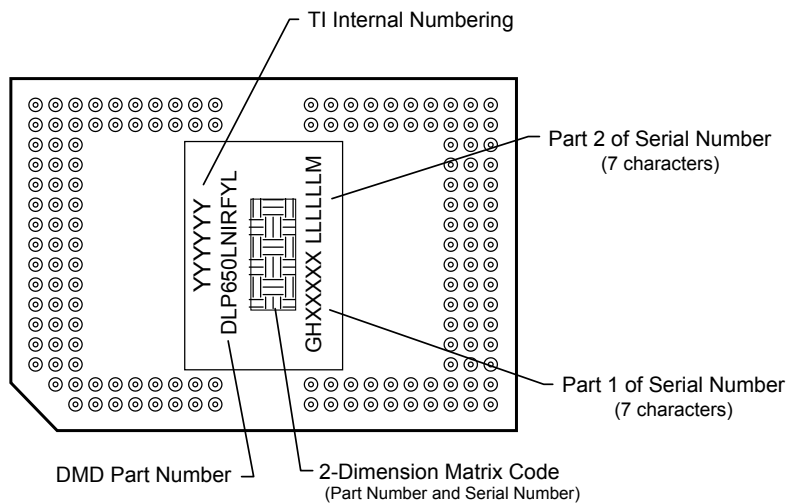 TI Internal Numbering
Part 2 of Serial Number
(7 characters)
YYYYYY
DLP650LNIRFYL
GHXXXXX LLLLLLM
Part 1 of Serial Number
(7 characters)
DMD Part Number
2-Dimension Matrix Code
(Part Number and Serial Number)